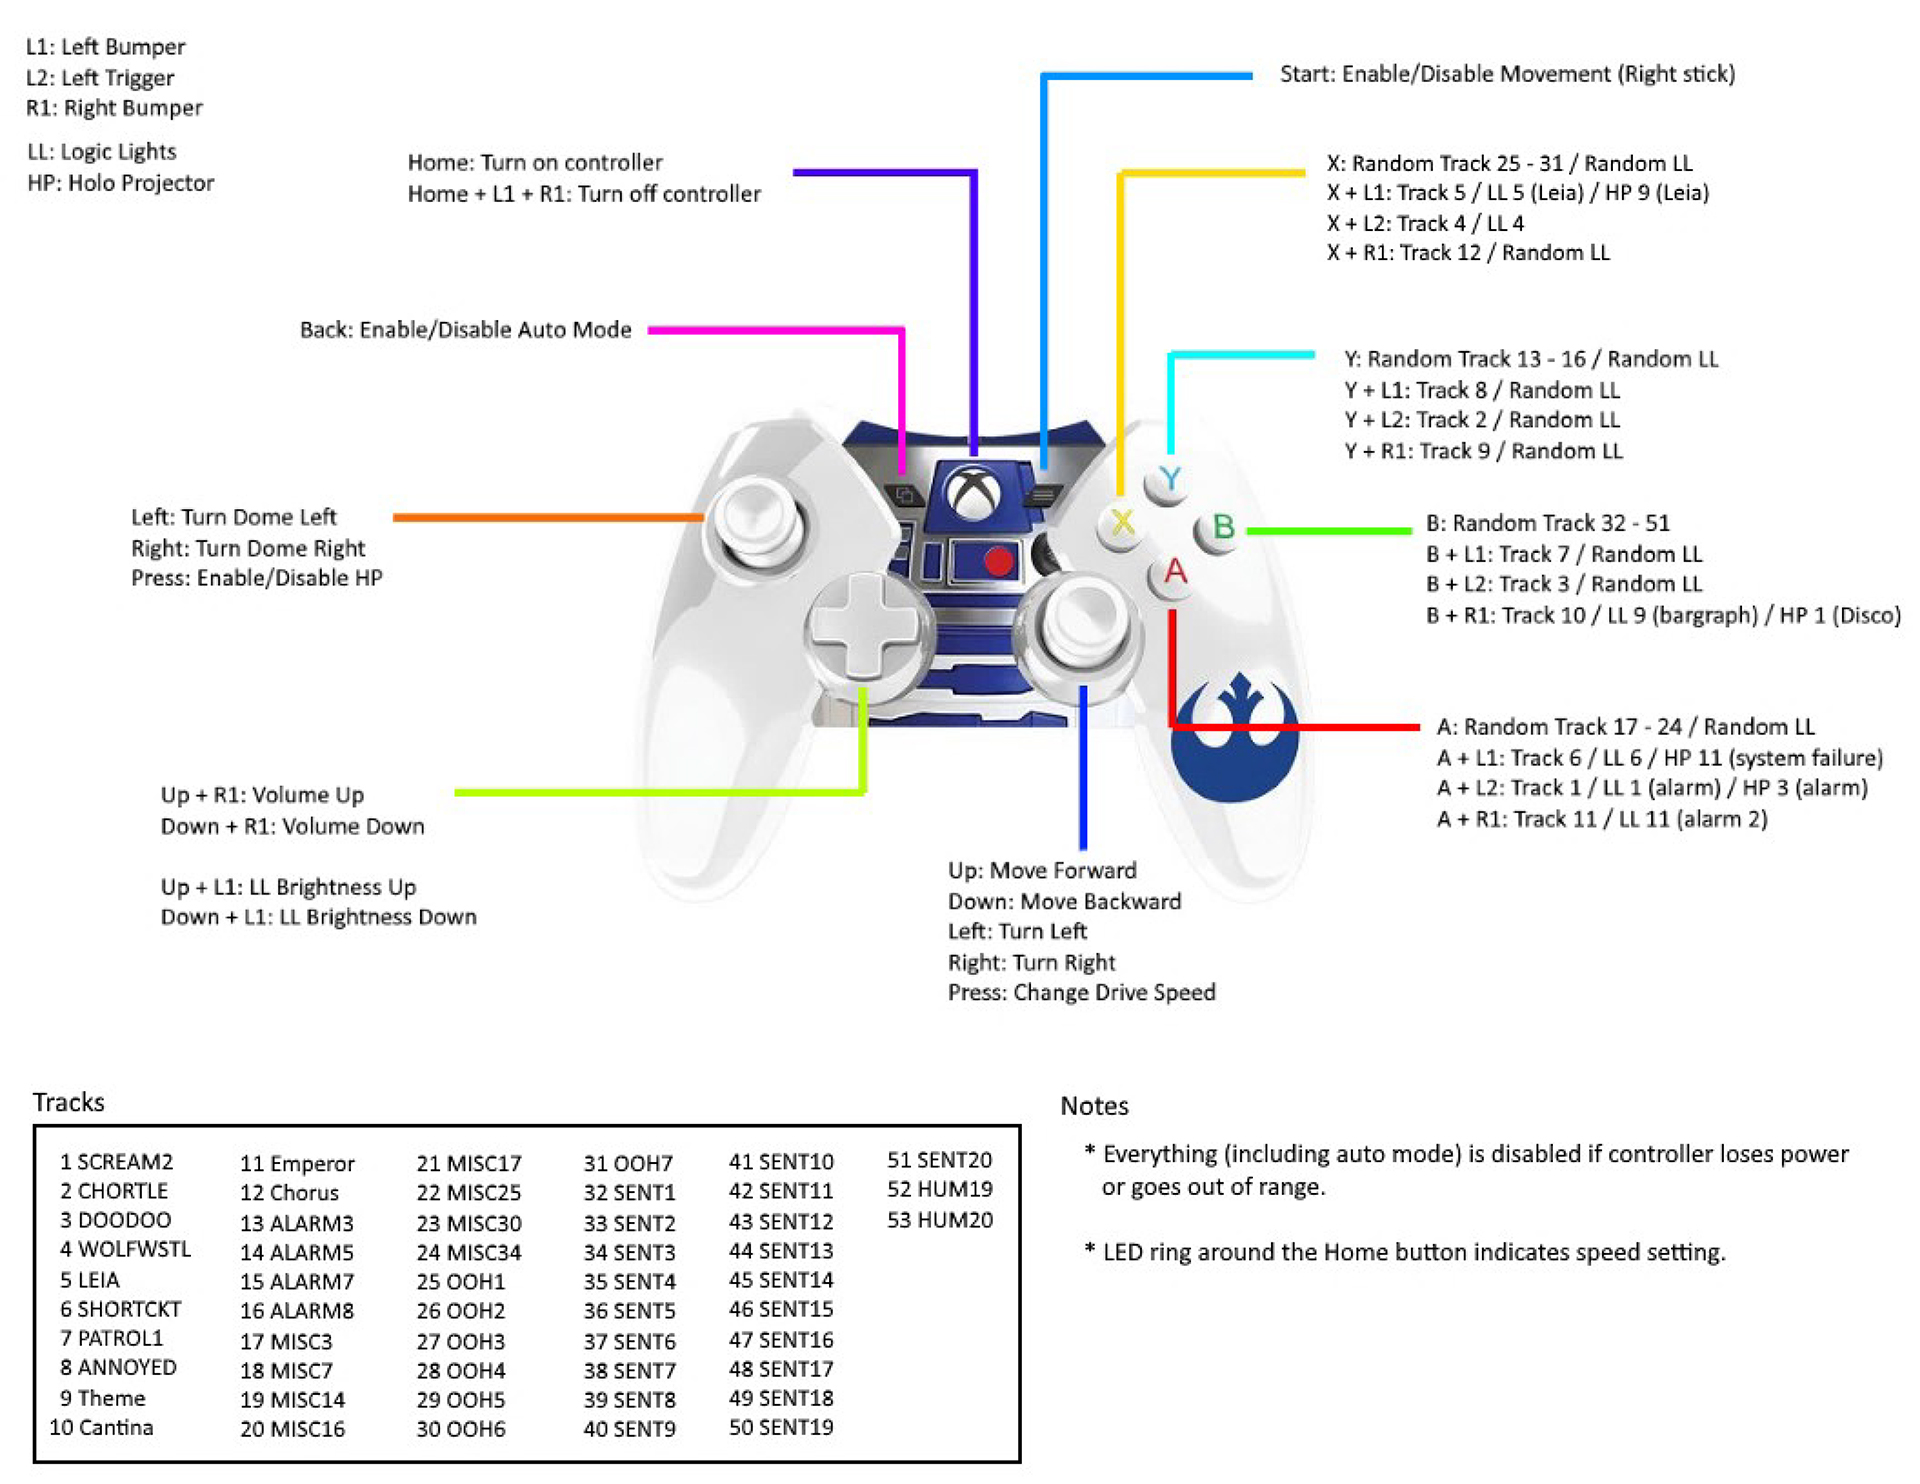 L1: Left Bumper
L2: Left Trigger
R1: Right Bumper
LL: Logic Lights
HP: Holo Projector
Home: Turn on controller
Home + L1 + R1: Turn off controller
Start: Enable/Disable Movement (Right stick)
X: Random Track 25 - 31 / Random LL
X + L1: Track 5 / LL 5 (Leia) / HP 9 (Leia)
X + L2: Track 4 / LL 4
X + R1: Track 12 / Random LL
Back: Enable/Disable Auto Mode
Y: Random Track 13 - 16 / Random LL
Y + L1: Track 8 / Random LL
Y + L2: Track 2 / Random LL
Y + R1: Track 9 / Random LL
Left: Turn Dome Left
Right: Turn Dome Right
Press: Enable/Disable HP
Y
X
B
A
B: Random Track 32 - 51
B + L1: Track 7 / Random LL
B + L2: Track 3 / Random LL
B + R1: Track 10 / LL 9 (bargraph) / HP 1 (Disco)
A: Random Track 17 - 24 / Random LL
A + L1: Track 6 / LL 6 / HP 11 (system failure)
A + L2: Track 1 / LL 1 (alarm) / HP 3 (alarm)
A + R1: Track 11 / LL 11 (alarm 2)
Up + R1: Volume Up
Down + R1: Volume Down
Up + L1: LL Brightness Up
Down + L1: LL Brightness Down
Up: Move Forward
Down: Move Backward
Left: Turn Left
Right: Turn Right
Press: Change Drive Speed
Tracks
1 SCREAM2
2 CHORTLE
3 DOODOO
4 WOLFWSTL
5 LEIA
6 SHORTCKT
7 PATROL1
8 ANNOYED
9 Theme
10 Cantina
11 Emperor
12 Chorus
13 ALARM3
14 ALARM5
15 ALARM7
16 ALARM8
17 MISC3
18 MISC7
19 MISC14
20 MISC16
21 MISC17
22 MISC25
23 MISC30
24 MISC34
25 OOH1
26 OOH2
27 OOH3
28 OOH4
29 OOH5
30 OOH6
31 OOH7
32 SENT1
33 SENT2
34 SENT3
35 SENT4
36 SENT5
37 SENT6
38 SENT7
39 SENT8
40 SENT9
41 SENT10
42 SENT11
43 SENT12
44 SENT13
45 SENT14
46 SENT15
47 SENT16
48 SENT17
49 SENT18
50 SENT19
51 SENT20
52 HUM19
53 HUM20
Notes
* Everything (including auto mode) is disabled if controller loses power
or goes out of range.
* LED ring around the Home button indicates speed setting.